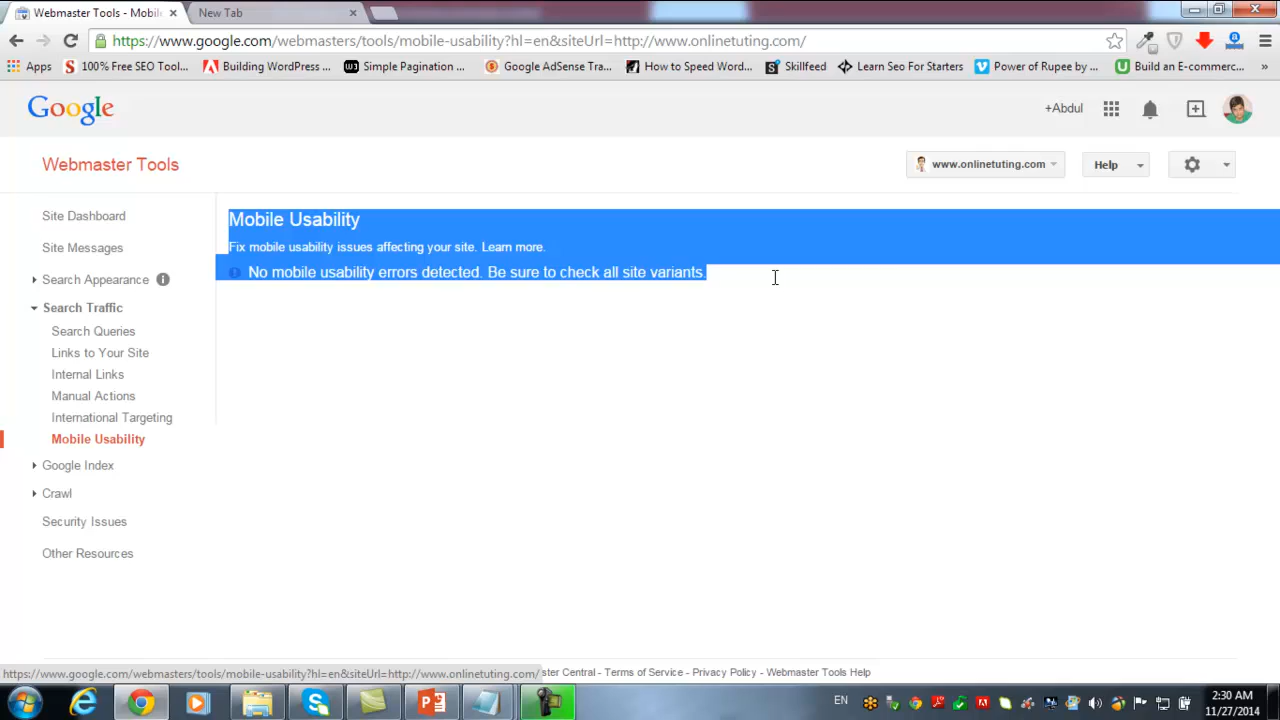 Webmaster Tools - Mobil
New Tab
https://www.google.com/webmasters/tools/mobile-usability?hl=en&siteUrl=http://www.onlinetuting.com/
Apps
100% Free SEO Tool...
Building WordPress ...
Simple Pagination ...
Google AdSense Tra...
How to Speed Word...
Skillfeed
Learn Seo For Starters
Power of Rupee by ...
Build an E-commerc...
»
Google
+Abdul
Webmaster Tools
www.onlinetuting.com
Help
Site Dashboard
Site Messages
Search Appearance
Search Traffic
Search Queries
Links to Your Site
Internal Links
Manual Actions
International Targeting
Mobile Usability
Google Index
Crawl
Security Issues
Other Resources
Mobile Usability
Fix mobile usability issues affecting your site. Learn more.
No mobile usability errors detected. Be sure to check all site variants.
https://www.google.com/webmasters/tools/mobile-usability?hl=en&siteUrl=http://www.onlinetuting.com/
ster Central - Terms of Service - Privacy Policy - Webmaster Tools Help
EN
2:30 AM
11/27/2014